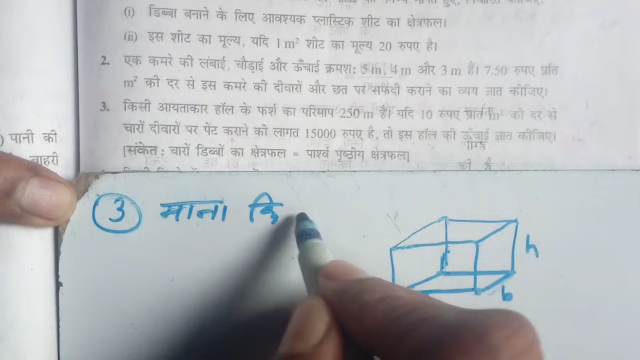 (i) डिब्बा बनाने के लिए आवश्यक प्लास्टिक शीट का क्षेत्रफल।
(ii) इस शीट का मूल्य, यदि 1 m² शीट का मूल्य 20 रुपए है।
2. एक कमरे की लंबाई, चौड़ाई और ऊँचाई क्रमश: 5 m, 4 m और 3 m हैं। 7.50 रुपए प्रति
m² की दर से इस कमरे की दीवारों और छत पर सफेदी कराने का व्यय ज्ञात कीजिए।
3. किसी आयताकार हॉल के फर्श का परिमाप 250 m है। यदि 10 रुपए प्रति m² की दर से
चारों दीवारों पर पेंट कराने की लागत 15000 रुपए है, तो इस हॉल की ऊँचाई ज्ञात कीजिए।
[संकेत : चारों डिब्बों का क्षेत्रफल = पार्श्व पृष्ठीय क्षेत्रफल]
) पानी की
बाहरी
3 माना कि
h
l
b